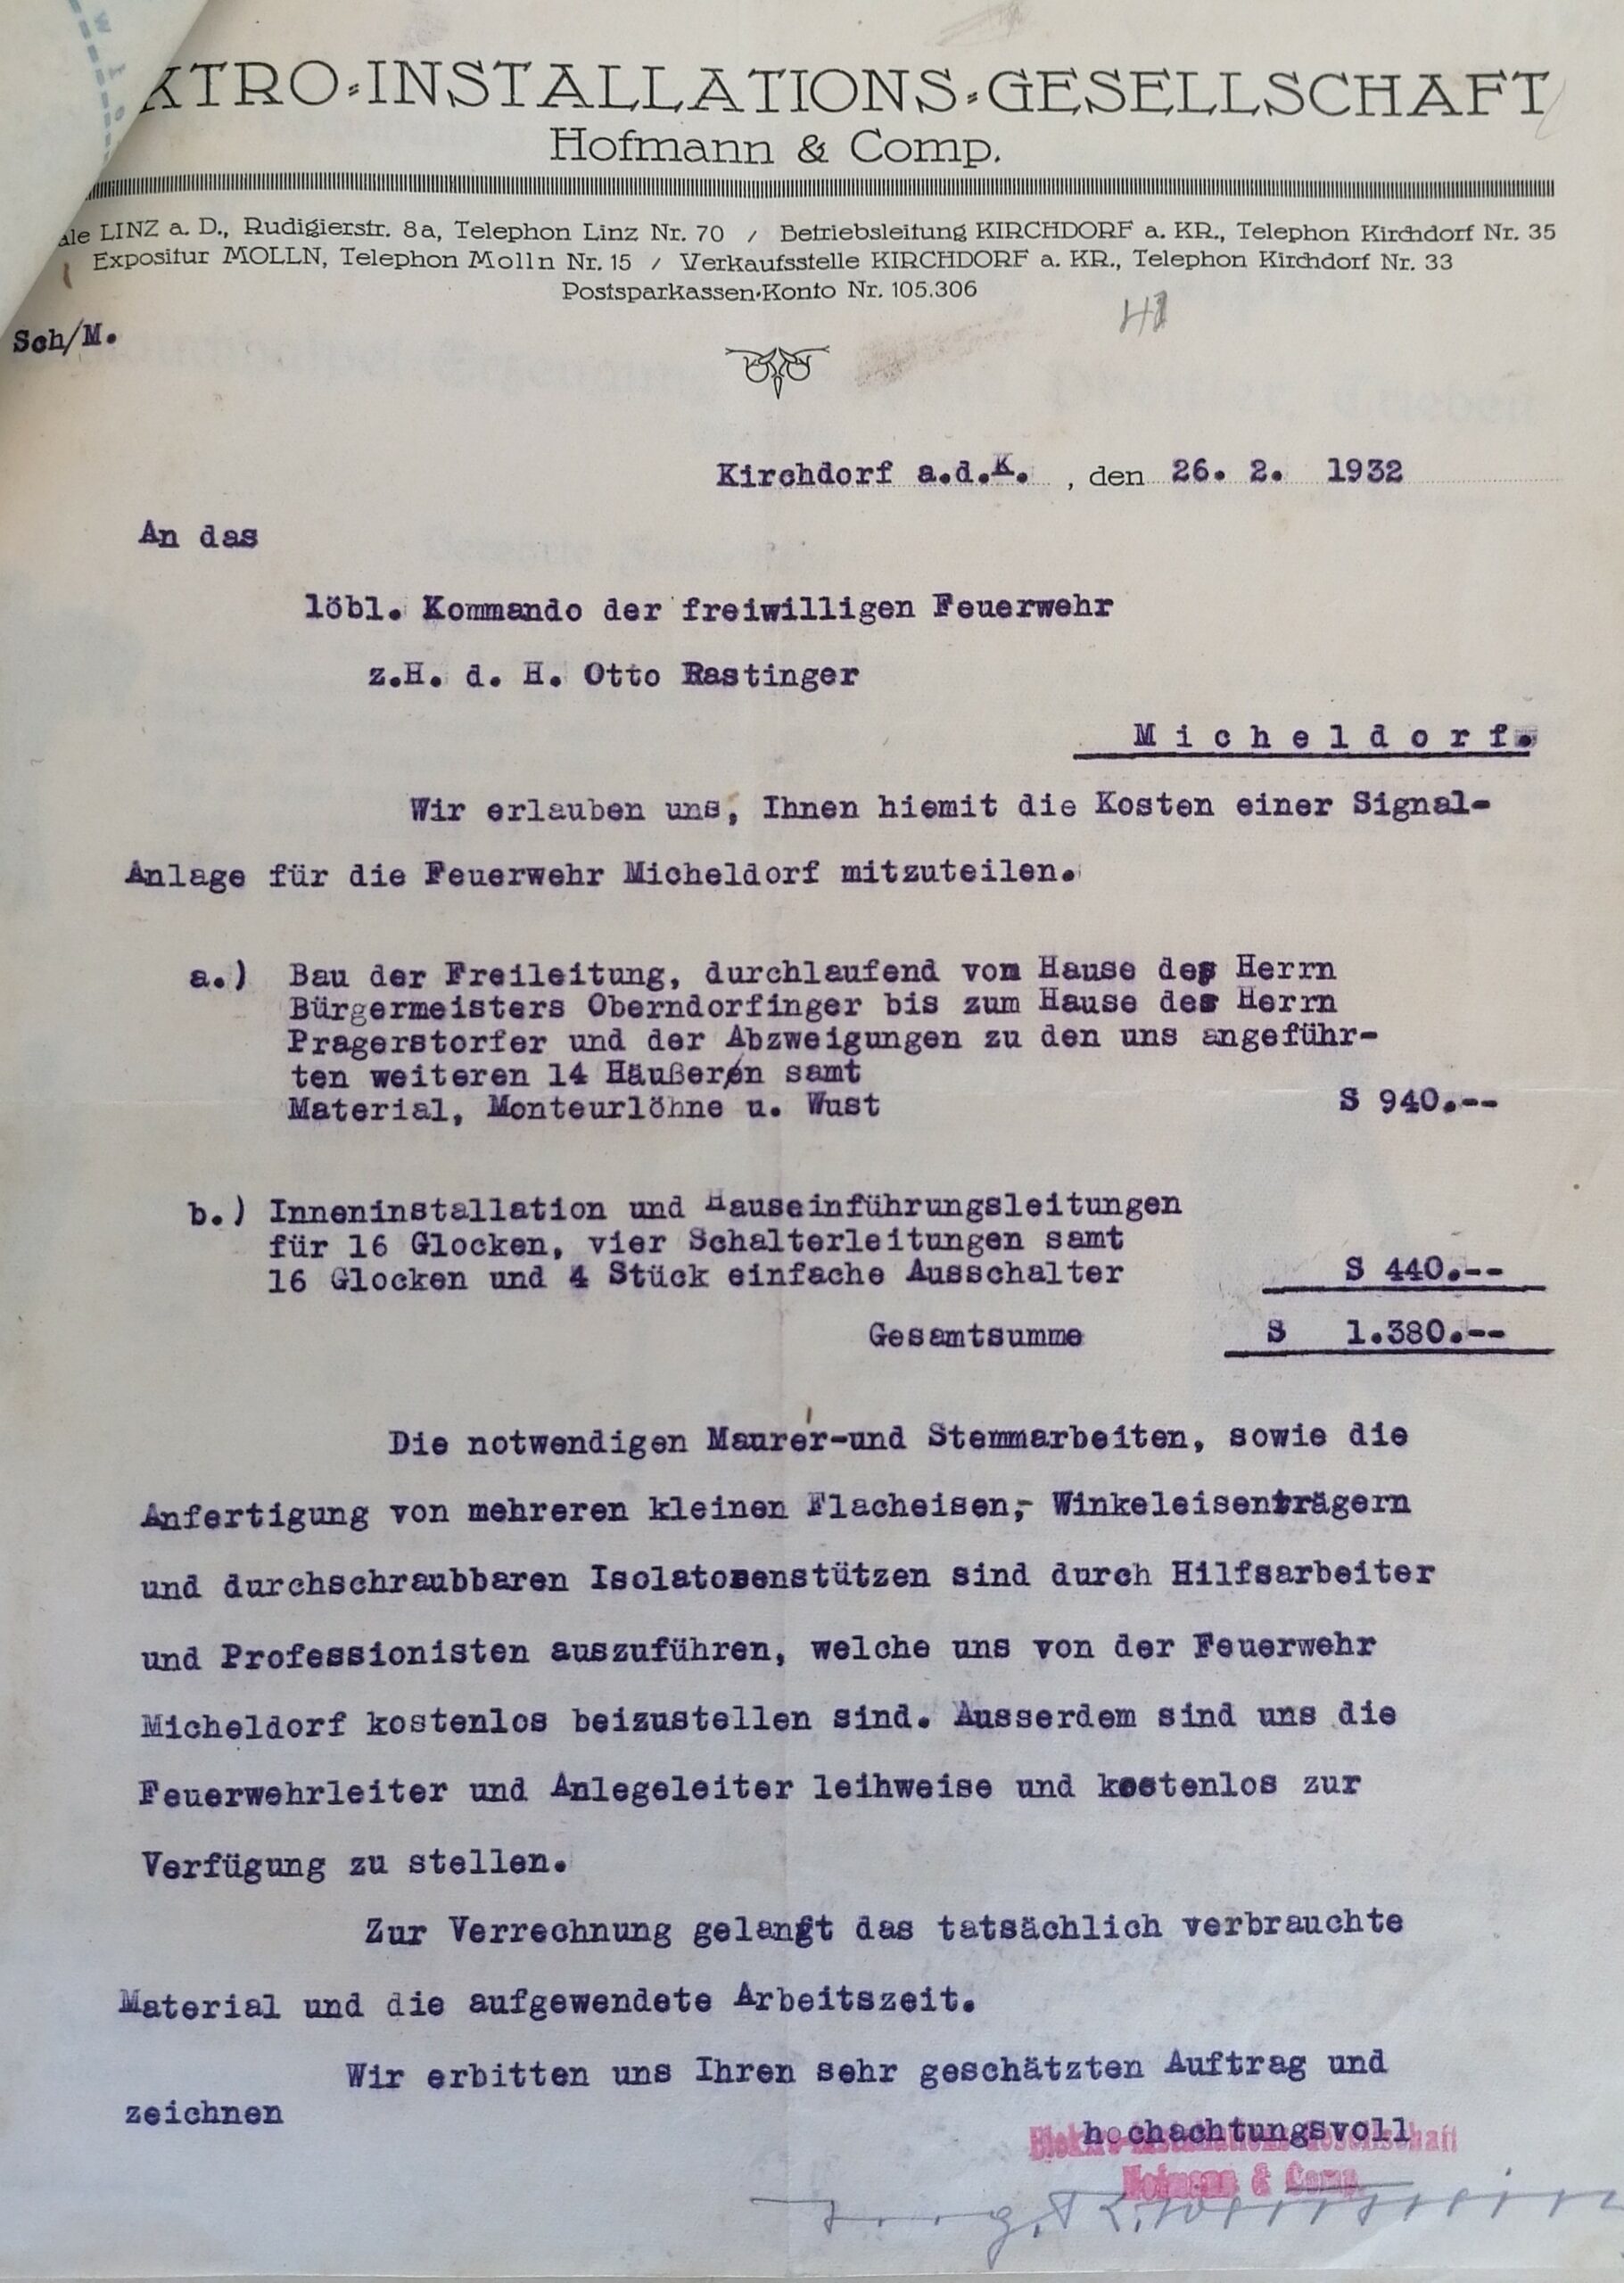 KTRO-INSTALLATIONS-GESELLSCHAFT
Hofmann & Comp.
ale LINZ a. D., Rudigierstr. 8a, Telephon Linz Nr. 70 / Betriebsleitung KIRCHDORF a. KR., Telephon Kirchdorf Nr. 35
Expositur MOLLN, Telephon Molln Nr. 15 / Verkaufsstelle KIRCHDORF a. KR., Telephon Kirchdorf Nr. 33
Postsparkassen-Konto Nr. 105.306
Sch/M.
Kirchdorf a.d.K. , den 26. 2. 1932
An das
löbl. Kommando der freiwilligen Feuerwehr
z.H. d. H. Otto Rastinger
Micheldorf.
Wir erlauben uns, Ihnen hiemit die Kosten einer Signal-
Anlage für die Feuerwehr Micheldorf mitzuteilen.
a.) Bau der Freileitung, durchlaufend vom Hause des Herrn
Bürgermeisters Oberndorfinger bis zum Hause des Herrn
Pragerstorfer und der Abzweigungen zu den uns angeführ-
ten weiteren 14 Häußern samt
Material, Monteurlöhne u. Wust S 940.--
b.) Inneninstallation und Hauseinführungsleitungen
für 16 Glocken, vier Schalterleitungen samt
16 Glocken und 4 Stück einfache Ausschalter S 440.--
Gesamtsumme S 1.380.--
Die notwendigen Maurer-und Stemmarbeiten, sowie die
Anfertigung von mehreren kleinen Flacheisen,- Winkeleisenträgern
und durchschraubbaren Isolatorenstützen sind durch Hilfsarbeiter
und Professionisten auszuführen, welche uns von der Feuerwehr
Micheldorf kostenlos beizustellen sind. Ausserdem sind uns die
Feuerwehrleiter und Anlegeleiter leihweise und kostenlos zur
Verfügung zu stellen.
Zur Verrechnung gelangt das tatsächlich verbrauchte
Material und die aufgewendete Arbeitszeit.
Wir erbitten uns Ihren sehr geschätzten Auftrag und
zeichnen
hochachtungsvoll
Elektro-Installations-Gesellschaft
Hofmann & Comp.